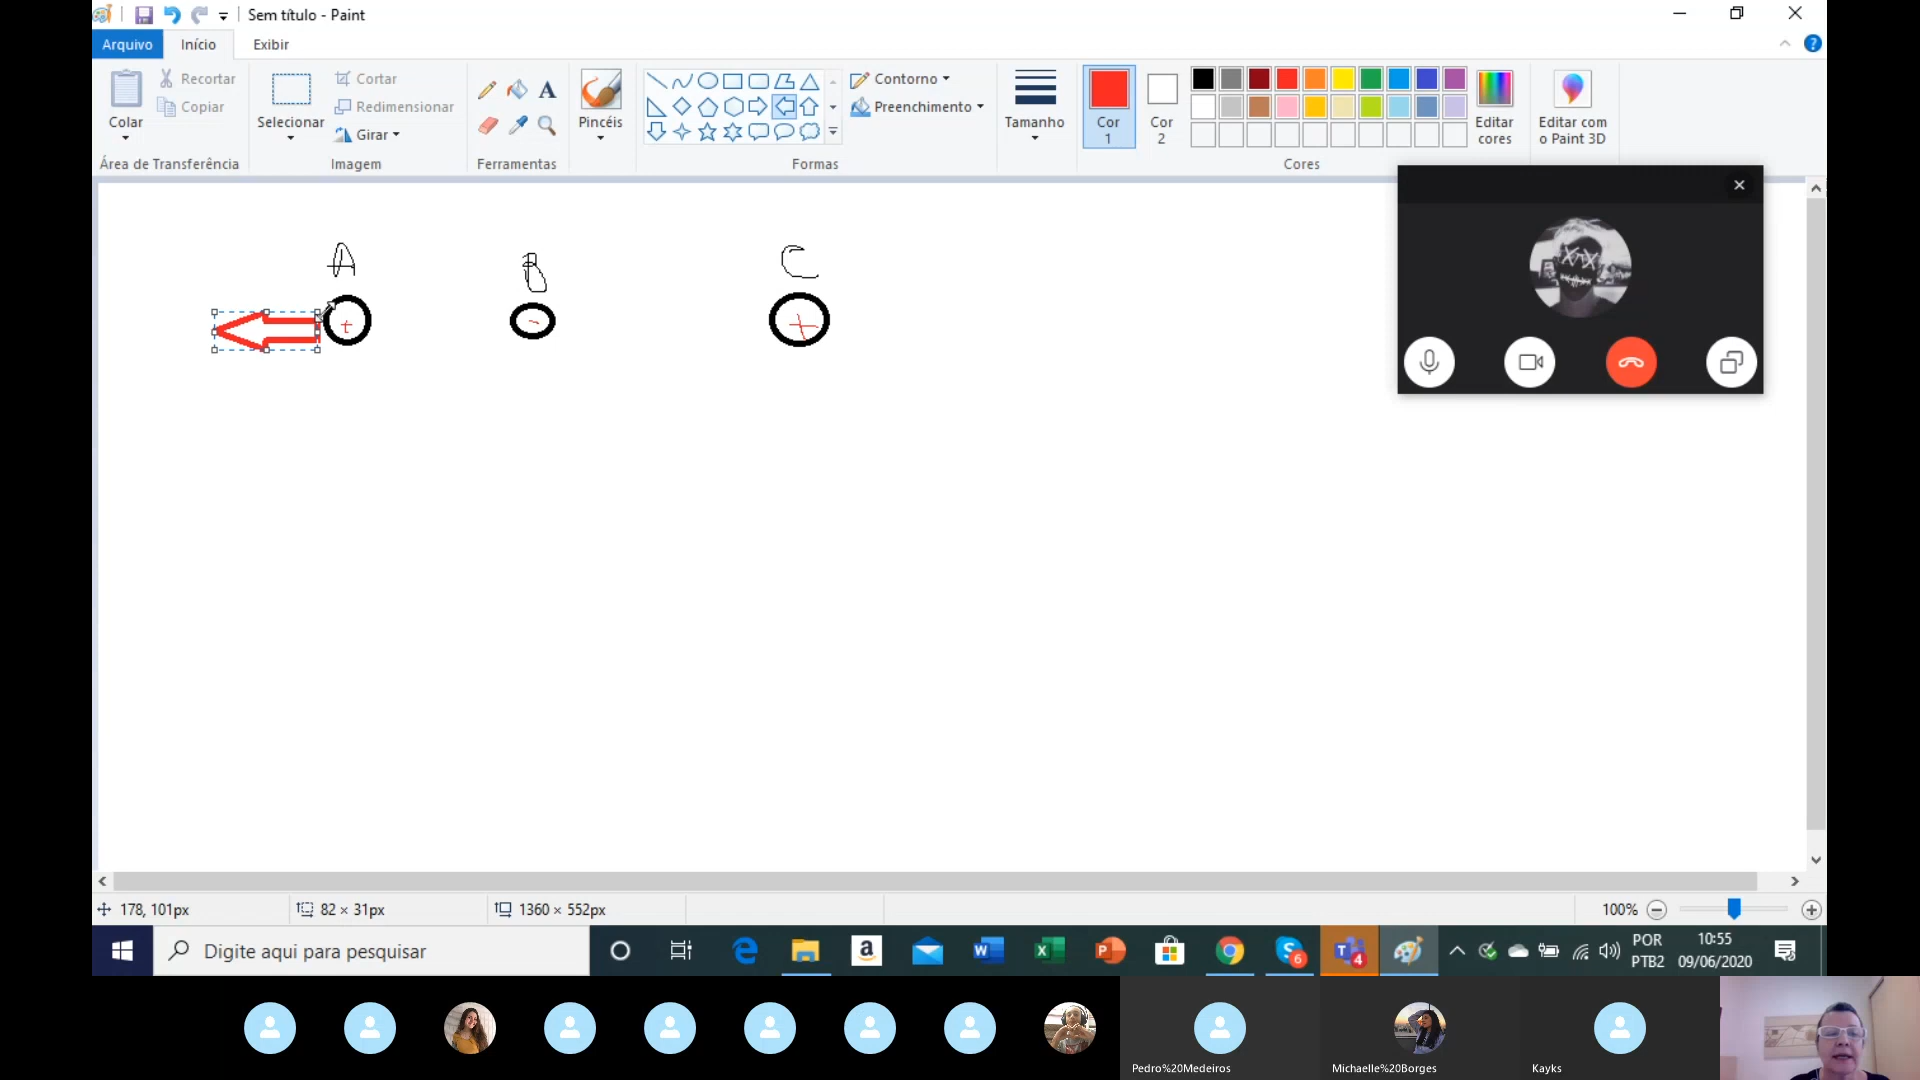 Sem título - Paint
Arquivo Início Exibir
Colar
Recortar
Copiar
Área de Transferência
Selecionar
Cortar
Redimensionar
Girar
Imagem
A
Ferramentas
Pincéis
Formas
Contorno
Preenchimento
Tamanho
Cor 1
Cor 2
Cores
Editar cores
Editar com o Paint 3D
A B C
+ - +
178, 101px 82 × 31px 1360 × 552px 100%
Digite aqui para pesquisar
a
W
X
P
S 6
T 4
POR
PTB2
10:55
09/06/2020
Pedro%20Medeiros Michaelle%20Borges Kayks